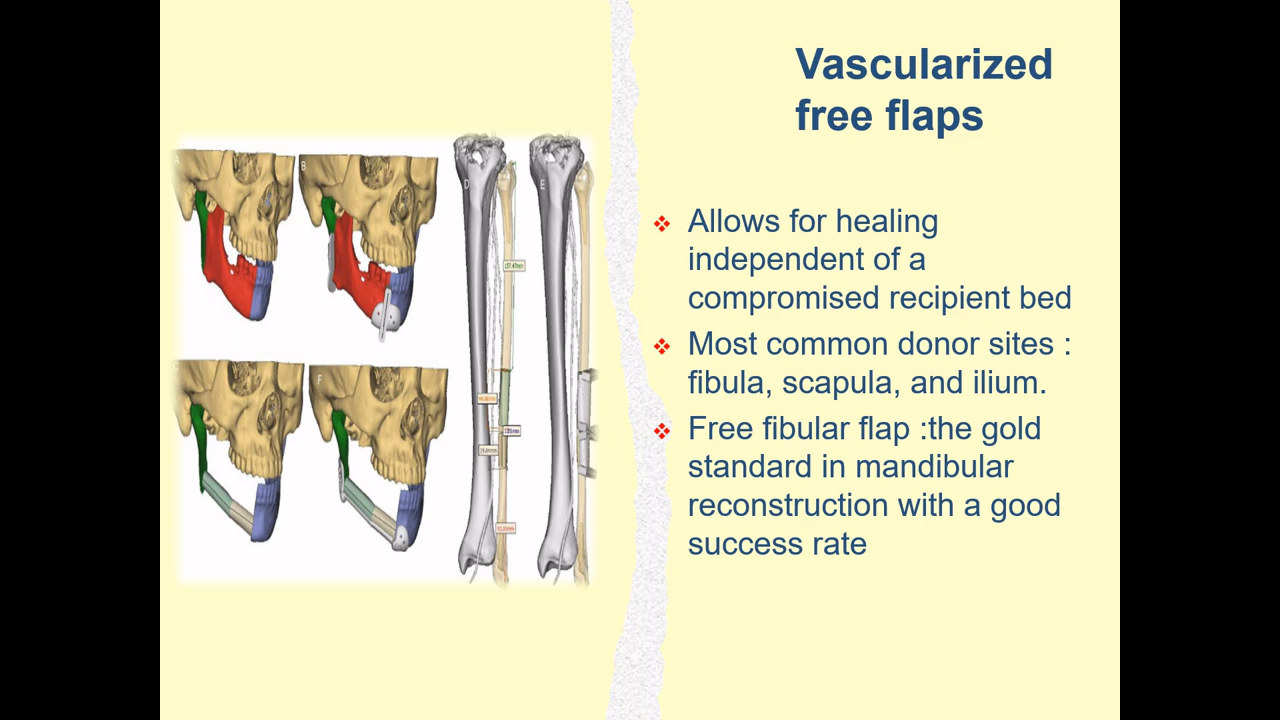 Vascularized
free flaps
Allows for healing
independent of a
compromised recipient bed
Most common donor sites :
fibula, scapula, and ilium.
Free fibular flap :the gold
standard in mandibular
reconstruction with a good
success rate
B
D
E
F